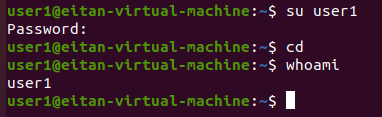 user1@eitan-virtual-machine:~$ su user1
Password:
user1@eitan-virtual-machine:~$ cd
user1@eitan-virtual-machine:~$ whoami
user1
user1@eitan-virtual-machine:~$